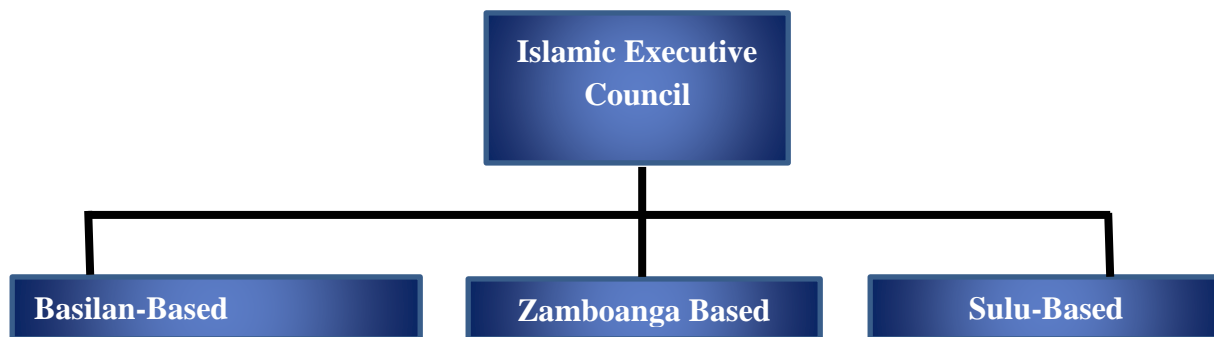 Islamic Executive
Council
Basilan-Based
Zamboanga Based
Sulu-Based